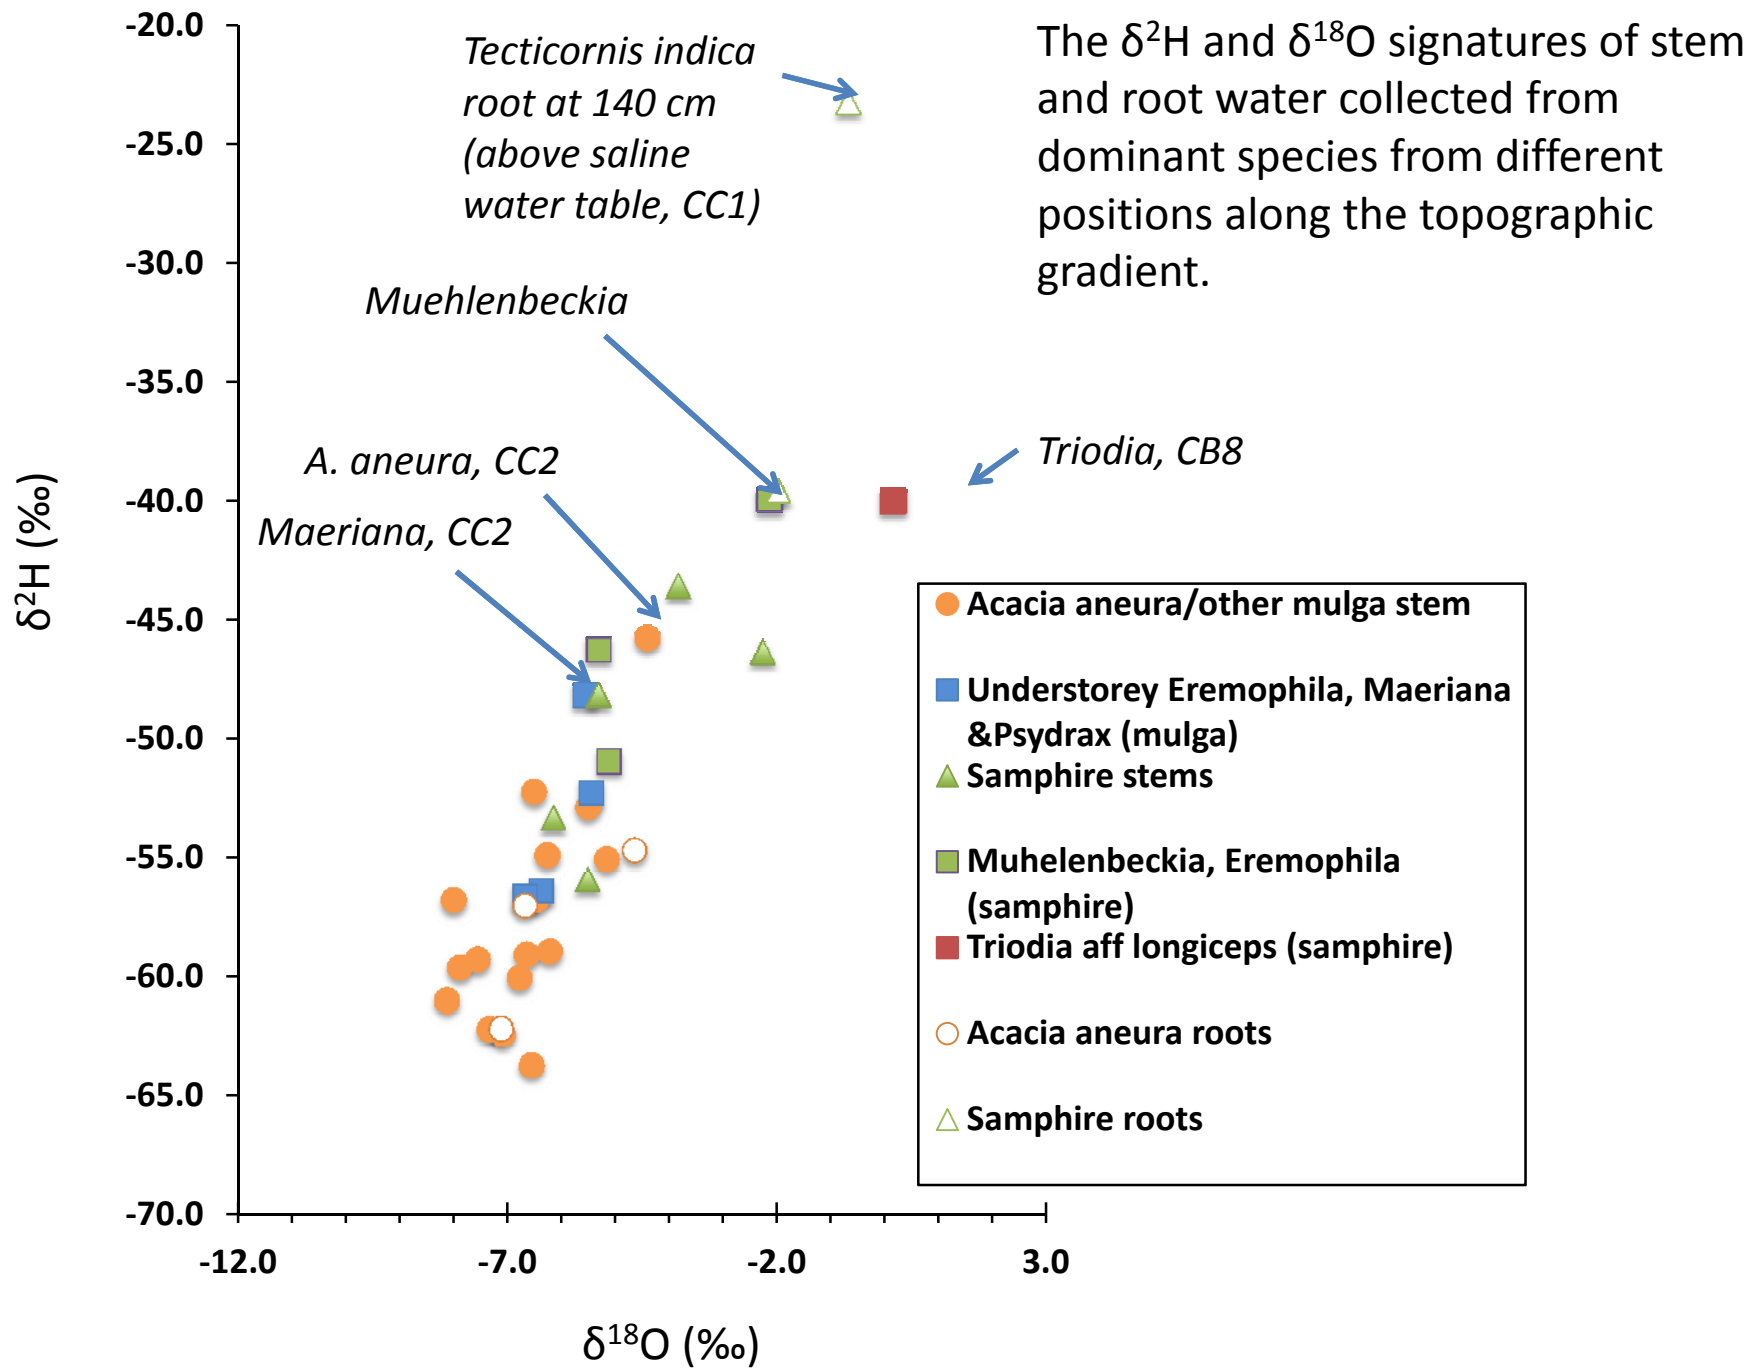 The δ²H and δ¹⁸O signatures of stem
and root water collected from
dominant species from different
positions along the topographic
gradient.
Tecticornis indica
root at 140 cm
(above saline
water table, CC1)
Muehlenbeckia
A. aneura, CC2
Maeriana, CC2
Triodia, CB8
δ²H (‰)
-20.0
-25.0
-30.0
-35.0
-40.0
-45.0
-50.0
-55.0
-60.0
-65.0
-70.0
-12.0
-7.0
-2.0
3.0
δ¹⁸O (‰)
Acacia aneura/other mulga stem
Understorey Eremophila, Maeriana
&Psydrax (mulga)
Samphire stems
Muhelenbeckia, Eremophila
(samphire)
Triodia aff longiceps (samphire)
Acacia aneura roots
Samphire roots